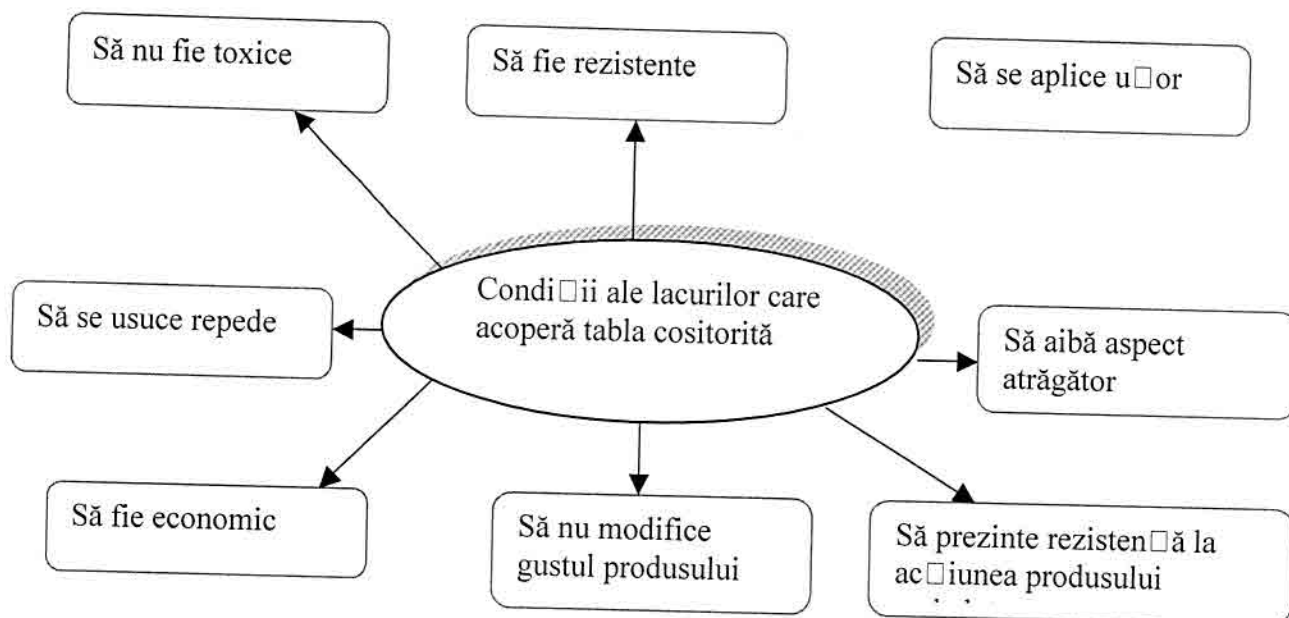 Să nu fie toxice
Să fie rezistente
Să se aplice u□or
Condi□ii ale lacurilor care
acoperă tabla cositorită
Să se usuce repede
Să aibă aspect
atrăgător
Să fie economic
Să nu modifice
gustul produsului
Să prezinte rezisten□ă la
ac□iunea produsului